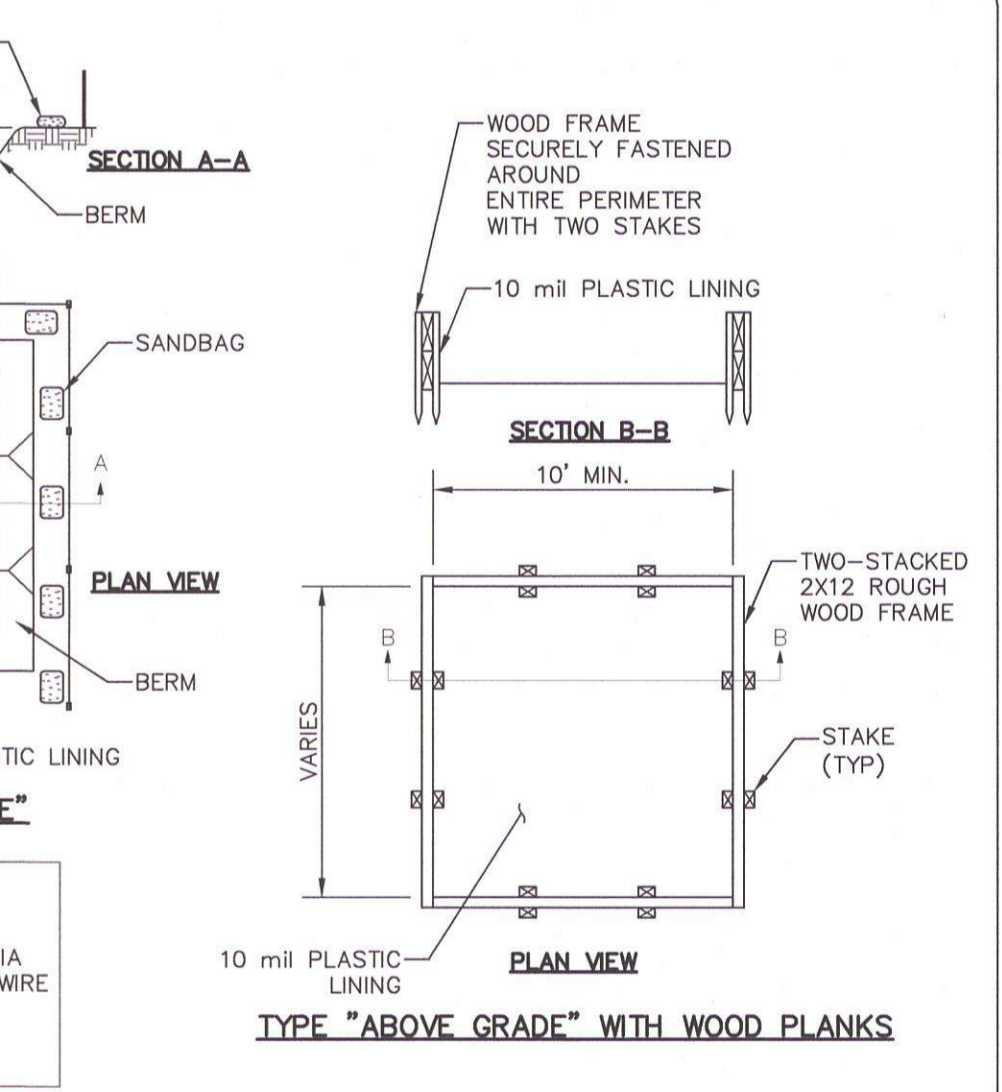 SECTION A-A
BERM
SANDBAG
A
PLAN VIEW
BERM
TIC LINING
E"
IA
WIRE
WOOD FRAME
SECURELY FASTENED
AROUND
ENTIRE PERIMETER
WITH TWO STAKES
10 mil PLASTIC LINING
SECTION B-B
10' MIN.
TWO-STACKED
2X12 ROUGH
WOOD FRAME
B
B
VARIES
STAKE
(TYP)
10 mil PLASTIC
LINING
PLAN VIEW
TYPE "ABOVE GRADE" WITH WOOD PLANKS